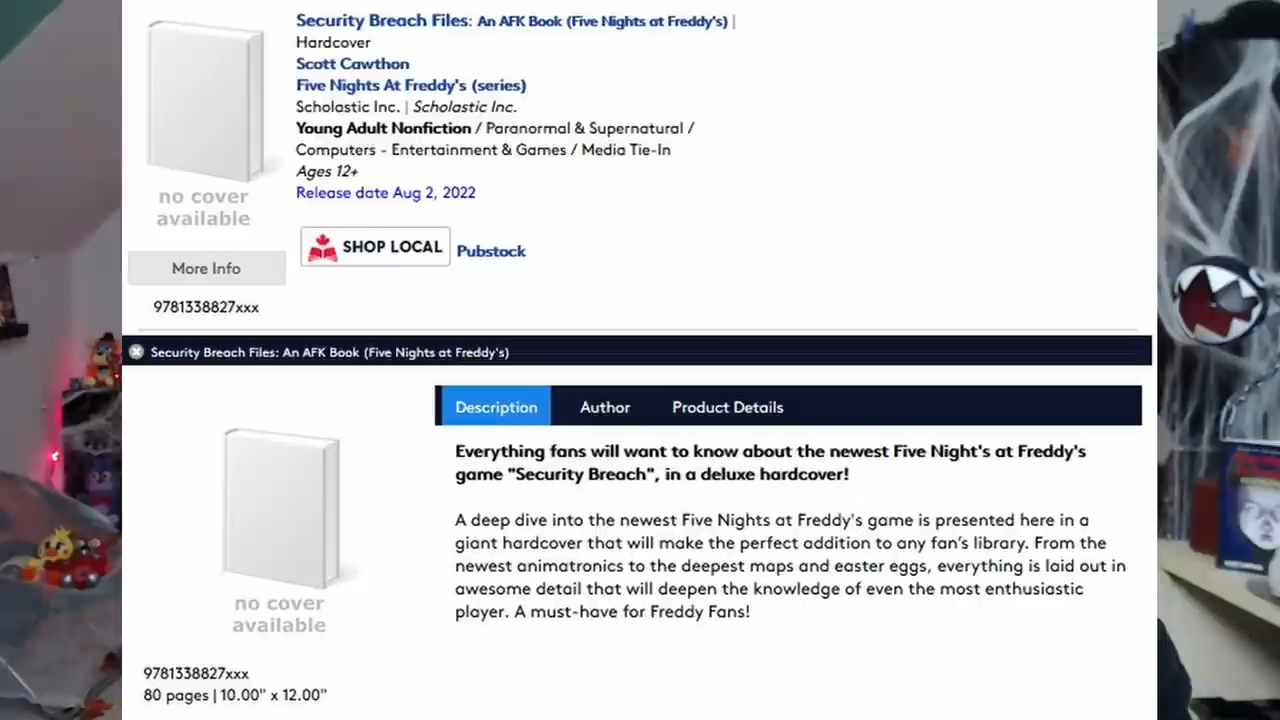 Security Breach Files: An AFK Book (Five Nights at Freddy's) |
Hardcover
Scott Cawthon
Five Nights At Freddy's (series)
Scholastic Inc. | Scholastic Inc.
Young Adult Nonfiction / Paranormal & Supernatural /
Computers - Entertainment & Games / Media Tie-In
Ages 12+
Release date Aug 2, 2022
no cover
available
SHOP LOCAL
Pubstock
More Info
9781338827xxx
Security Breach Files: An AFK Book (Five Nights at Freddy's)
Description
Author
Product Details
Everything fans will want to know about the newest Five Night's at Freddy's
game "Security Breach", in a deluxe hardcover!
A deep dive into the newest Five Nights at Freddy's game is presented here in a
giant hardcover that will make the perfect addition to any fan's library. From the
newest animatronics to the deepest maps and easter eggs, everything is laid out in
awesome detail that will deepen the knowledge of even the most enthusiastic
player. A must-have for Freddy Fans!
no cover
available
9781338827xxx
80 pages | 10.00" x 12.00"